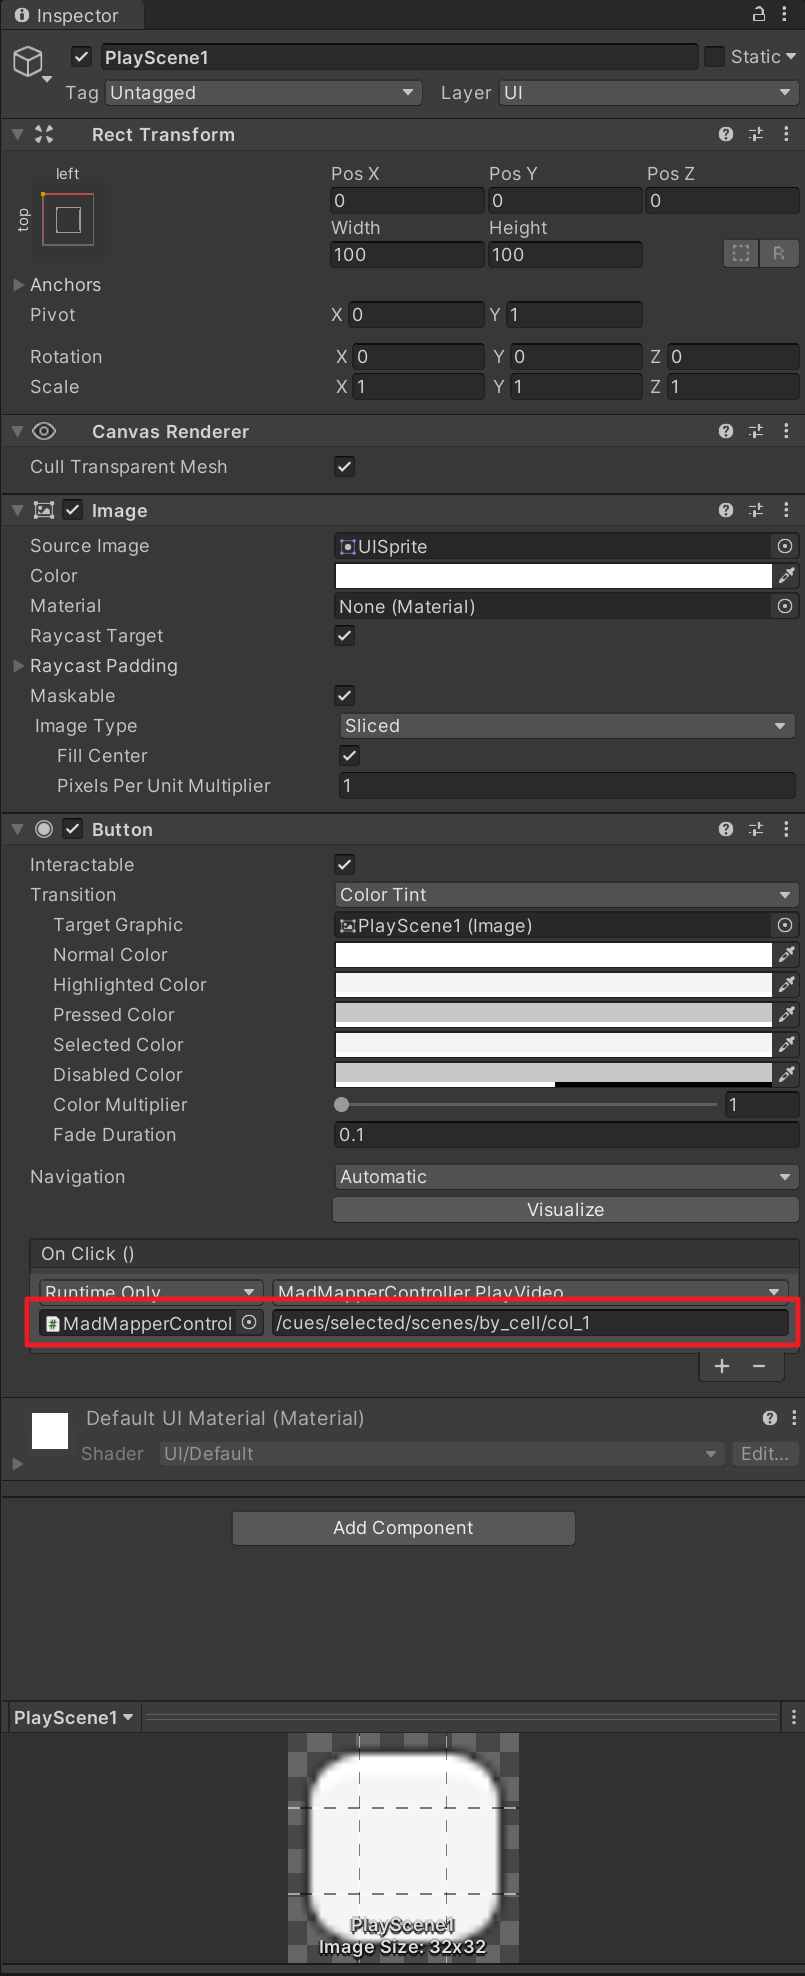 Inspector
PlayScene1
Static
Tag Untagged Layer UI
Rect Transform
left
top
Pos X Pos Y Pos Z
0 0 0
Width Height
100 100
R
Anchors
Pivot X 0 Y 1
Rotation X 0 Y 0 Z 0
Scale X 1 Y 1 Z 1
Canvas Renderer
Cull Transparent Mesh
Image
Source Image UISprite
Color
Material None (Material)
Raycast Target
Raycast Padding
Maskable
Image Type Sliced
Fill Center
Pixels Per Unit Multiplier 1
Button
Interactable
Transition Color Tint
Target Graphic PlayScene1 (Image)
Normal Color
Highlighted Color
Pressed Color
Selected Color
Disabled Color
Color Multiplier 1
Fade Duration 0.1
Navigation Automatic
Visualize
On Click ()
Runtime Only MadMapperController.PlayVideo
MadMapperControl /cues/selected/scenes/by_cell/col_1
+ −
Default UI Material (Material)
Shader UI/Default Edit...
Add Component
PlayScene1
PlayScene1
Image Size: 32x32